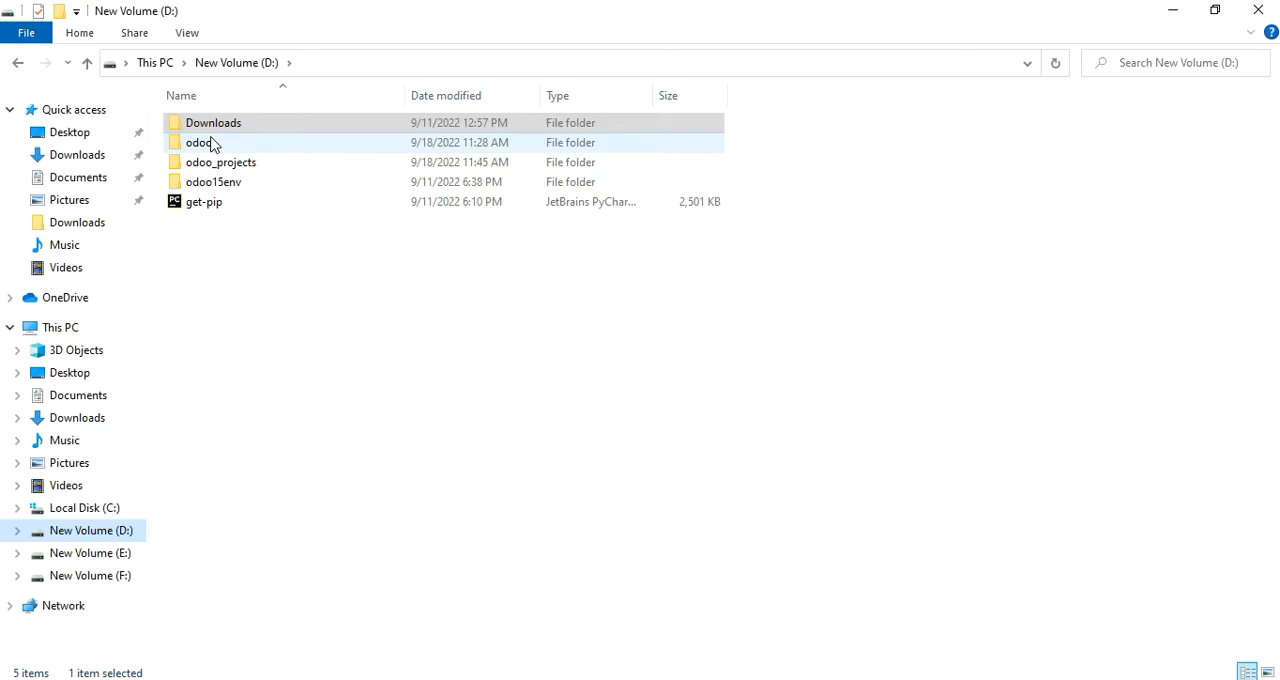 New Volume (D:)
File Home Share View
This PC New Volume (D:) Search New Volume (D:)
Name Date modified Type Size
Downloads 9/11/2022 12:57 PM File folder
odoo 9/18/2022 11:28 AM File folder
odoo_projects 9/18/2022 11:45 AM File folder
odoo15env 9/11/2022 6:38 PM File folder
PC get-pip 9/11/2022 6:10 PM JetBrains PyChar... 2,501 KB
Quick access
Desktop
Downloads
Documents
Pictures
Downloads
Music
Videos
OneDrive
This PC
3D Objects
Desktop
Documents
Downloads
Music
Pictures
Videos
Local Disk (C:)
New Volume (D:)
New Volume (E:)
New Volume (F:)
Network
5 items 1 item selected